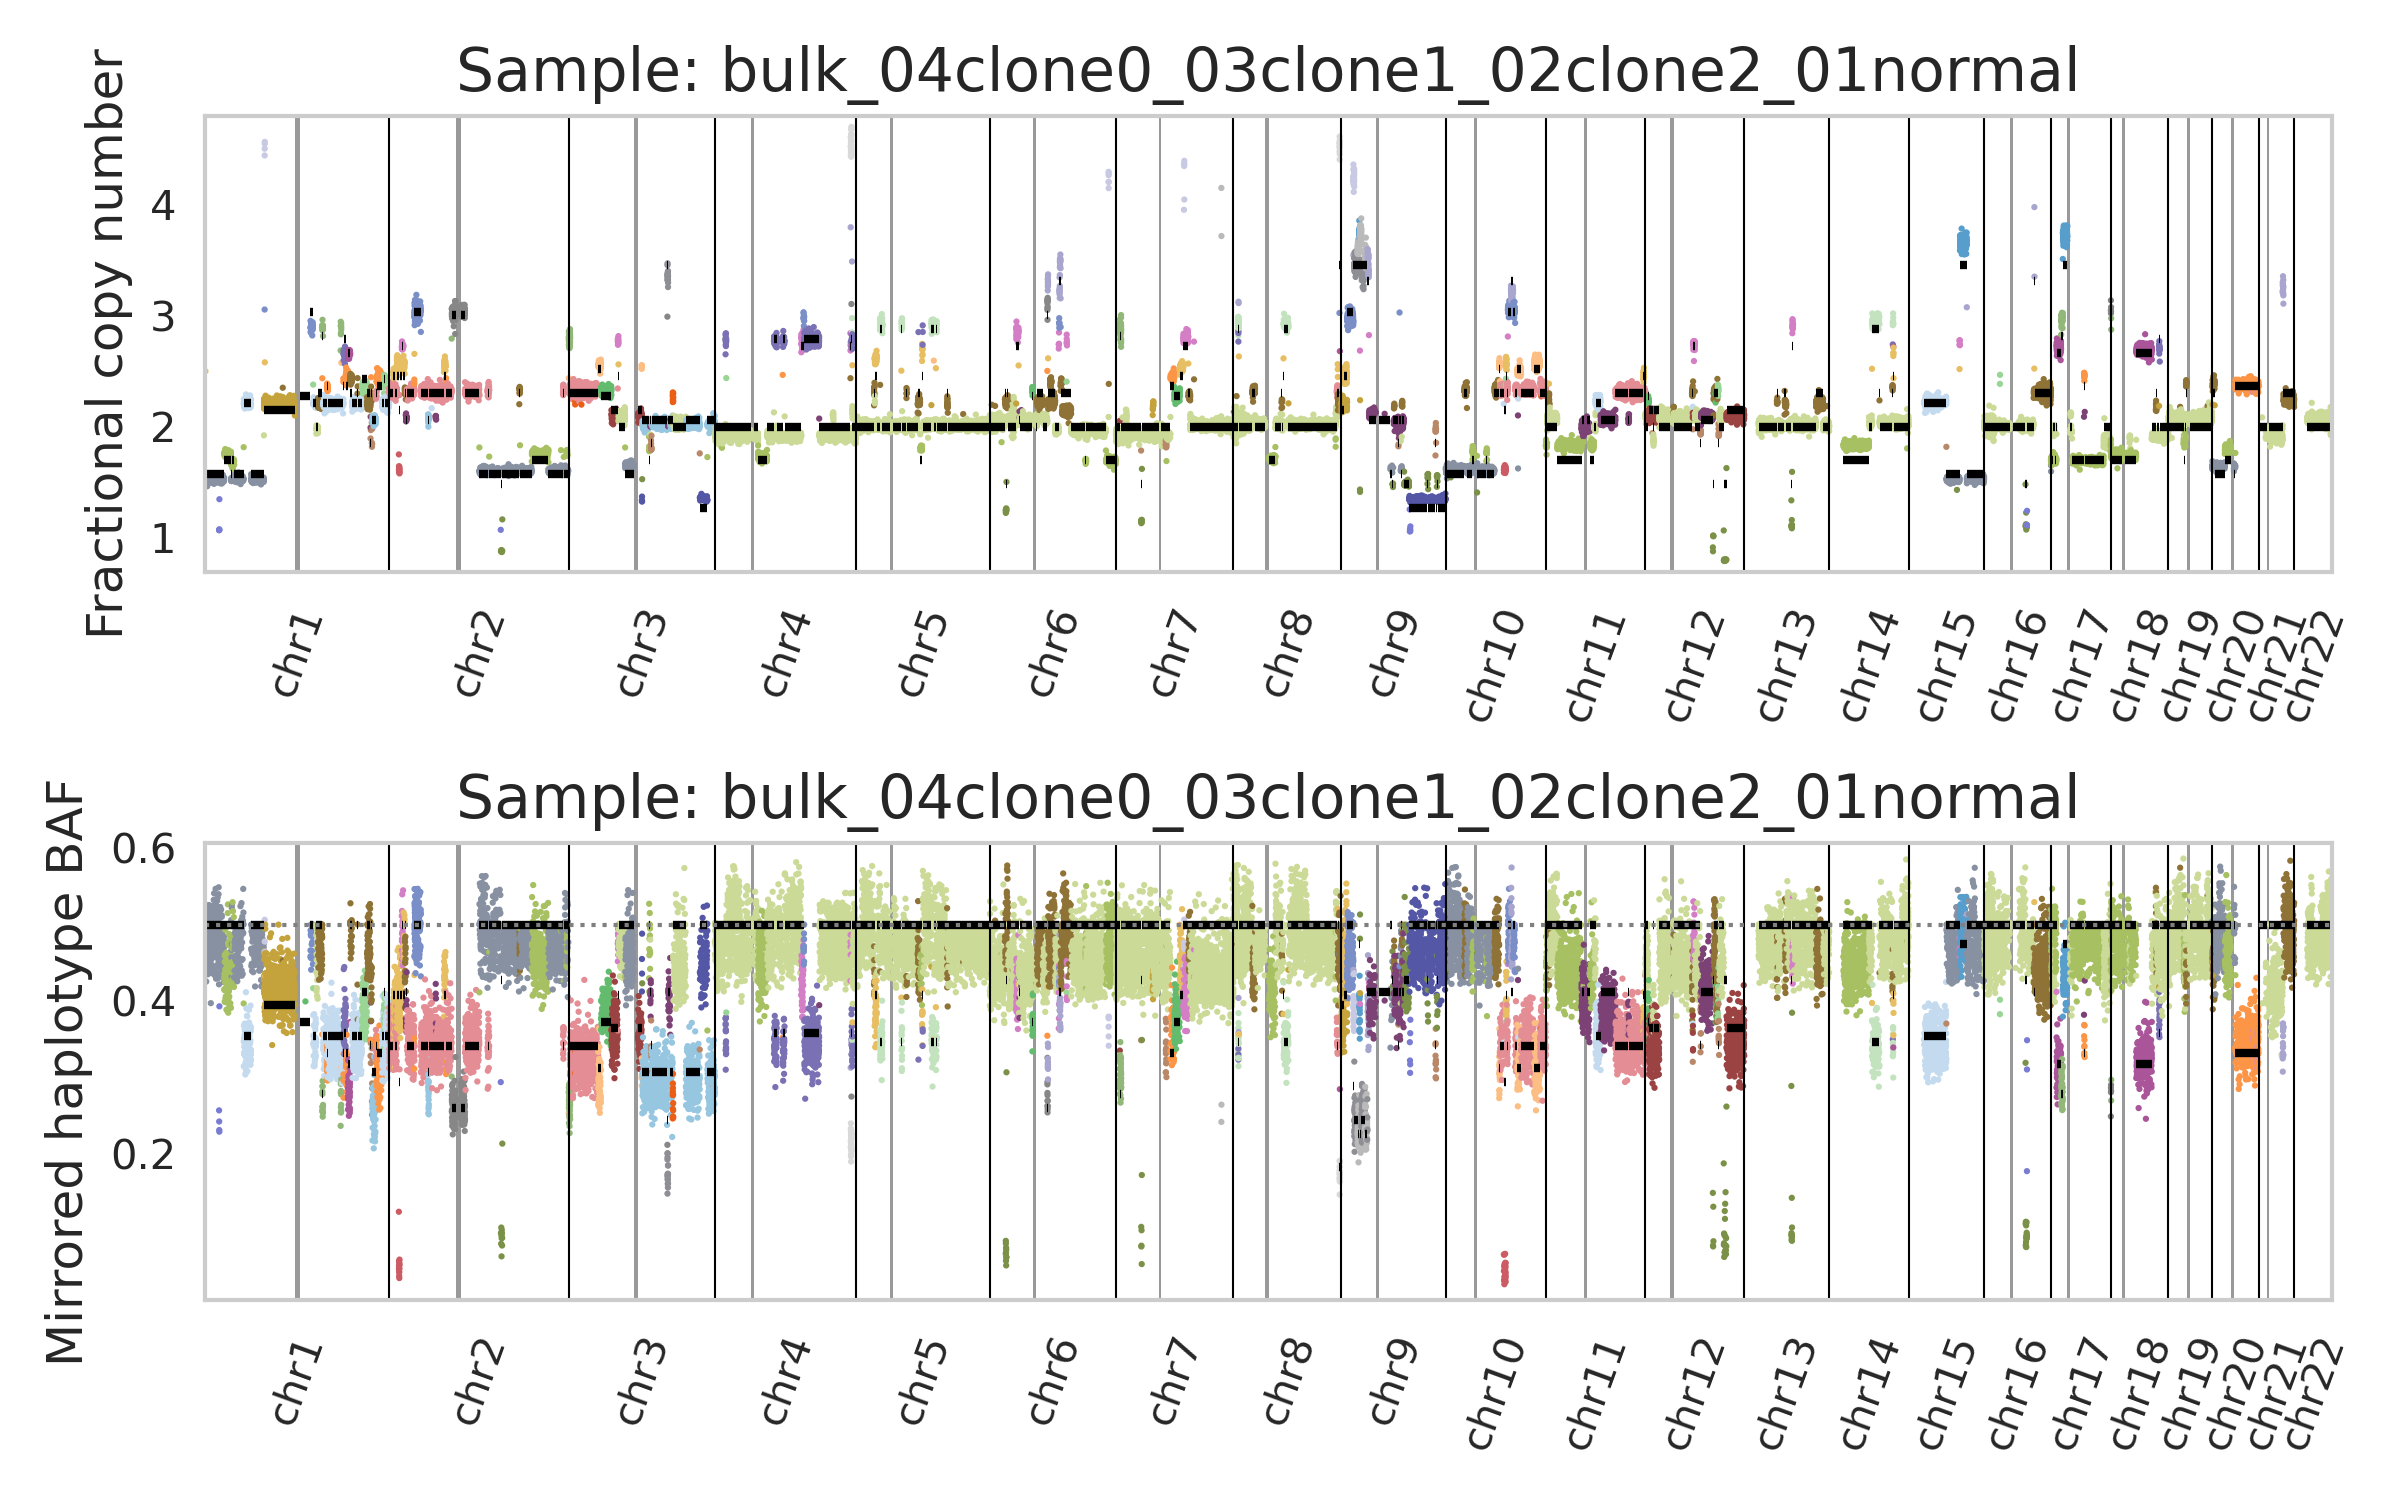 Sample: bulk_04clone0_03clone1_02clone2_01normal
Fractional copy number
4
3
2
1
chr1 chr2 chr3 chr4 chr5 chr6 chr7 chr8 chr9 chr10 chr11 chr12 chr13 chr14 chr15 chr16 chr17 chr18 chr19 chr20 chr21 chr22
Sample: bulk_04clone0_03clone1_02clone2_01normal
Mirrored haplotype BAF
0.6
0.4
0.2
chr1 chr2 chr3 chr4 chr5 chr6 chr7 chr8 chr9 chr10 chr11 chr12 chr13 chr14 chr15 chr16 chr17 chr18 chr19 chr20 chr21 chr22